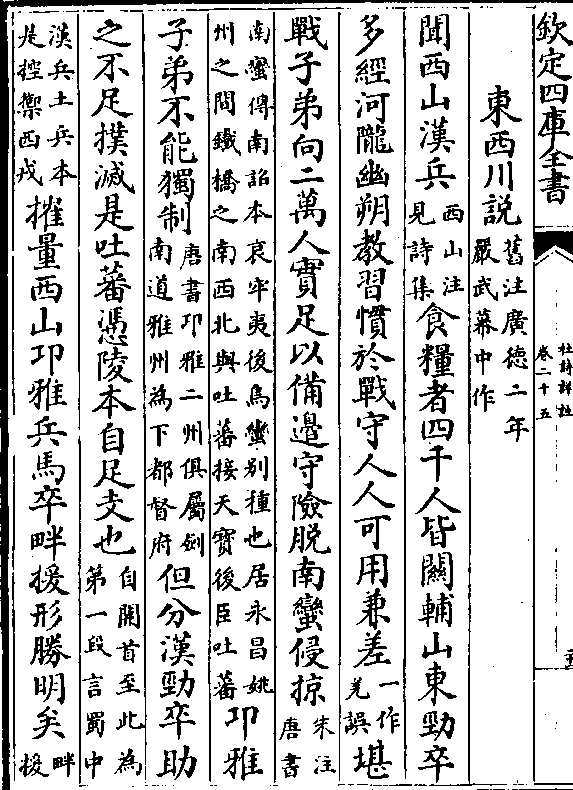 欽定四庫全書
杜詩詳註
卷二十五
東西川說舊注廣德二年嚴武幕中作
聞西山漢兵西山注見詩集食糧者四千人皆關輔山東勁卒
多經河隴幽朔教習慣於戰守人人可用兼差一作羌誤堪
戰子弟向二萬人實足以備邊守險脫南蠻侵掠朱注唐書
南蠻傳南詔本哀牢夷後烏蠻別種也居永昌姚州之間鐵橋之南西北與吐蕃接天寶後臣吐蕃卭雅
子弟不能獨制唐書卭雅二州俱屬劍南道雅州為下都督府但分漢勁卒助
之不足撲滅是吐蕃憑陵本自足支也自開首至此為第一段言蜀中
漢兵土兵本足控禦西戎摧量西山卭雅兵馬卒畔援形勝明矣畔援